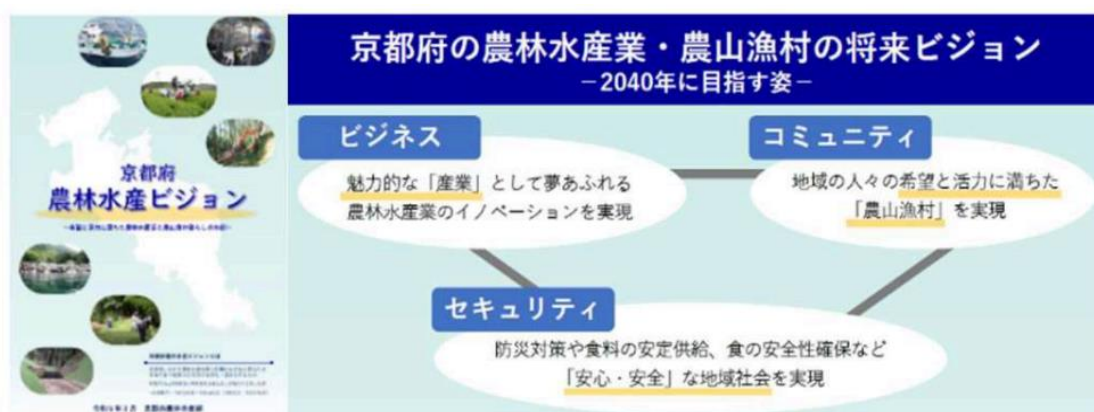 京都府
農林水産ビジョン
京都府の農林水産業・農山漁村の将来ビジョン
－2040年に目指す姿－
ビジネス
魅力的な「産業」として夢あふれる
農林水産業のイノベーションを実現
コミュニティ
地域の人々の希望と活力に満ちた
「農山漁村」を実現
セキュリティ
防災対策や食料の安定供給、食の安全性確保など
「安心・安全」な地域社会を実現